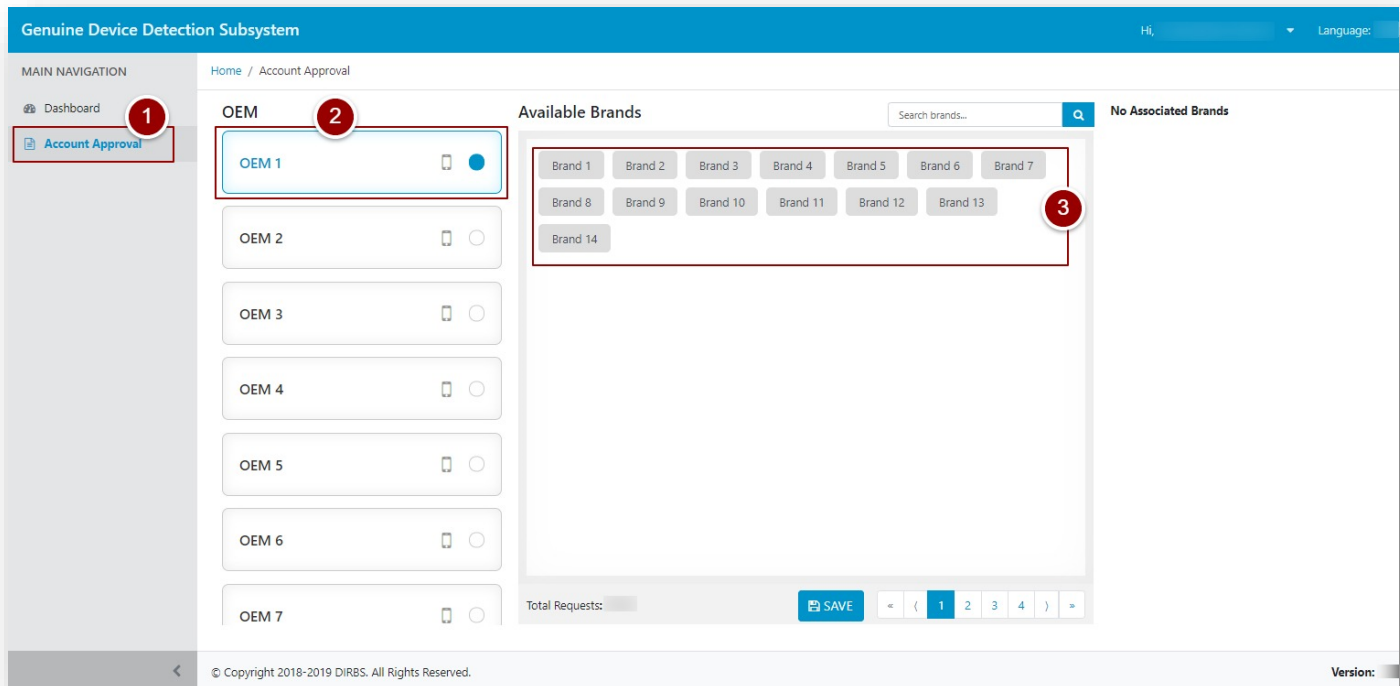 Genuine Device Detection Subsystem
Hi,
Language:
MAIN NAVIGATION
Dashboard
1
Account Approval
Home / Account Approval
OEM
2
OEM 1
OEM 2
OEM 3
OEM 4
OEM 5
OEM 6
OEM 7
Available Brands
Search brands...
Brand 1 Brand 2 Brand 3 Brand 4 Brand 5 Brand 6 Brand 7
Brand 8 Brand 9 Brand 10 Brand 11 Brand 12 Brand 13
3
Brand 14
Total Requests:
SAVE
« ⟨ 1 2 3 4 ⟩ »
No Associated Brands
© Copyright 2018-2019 DIRBS. All Rights Reserved.
Version: